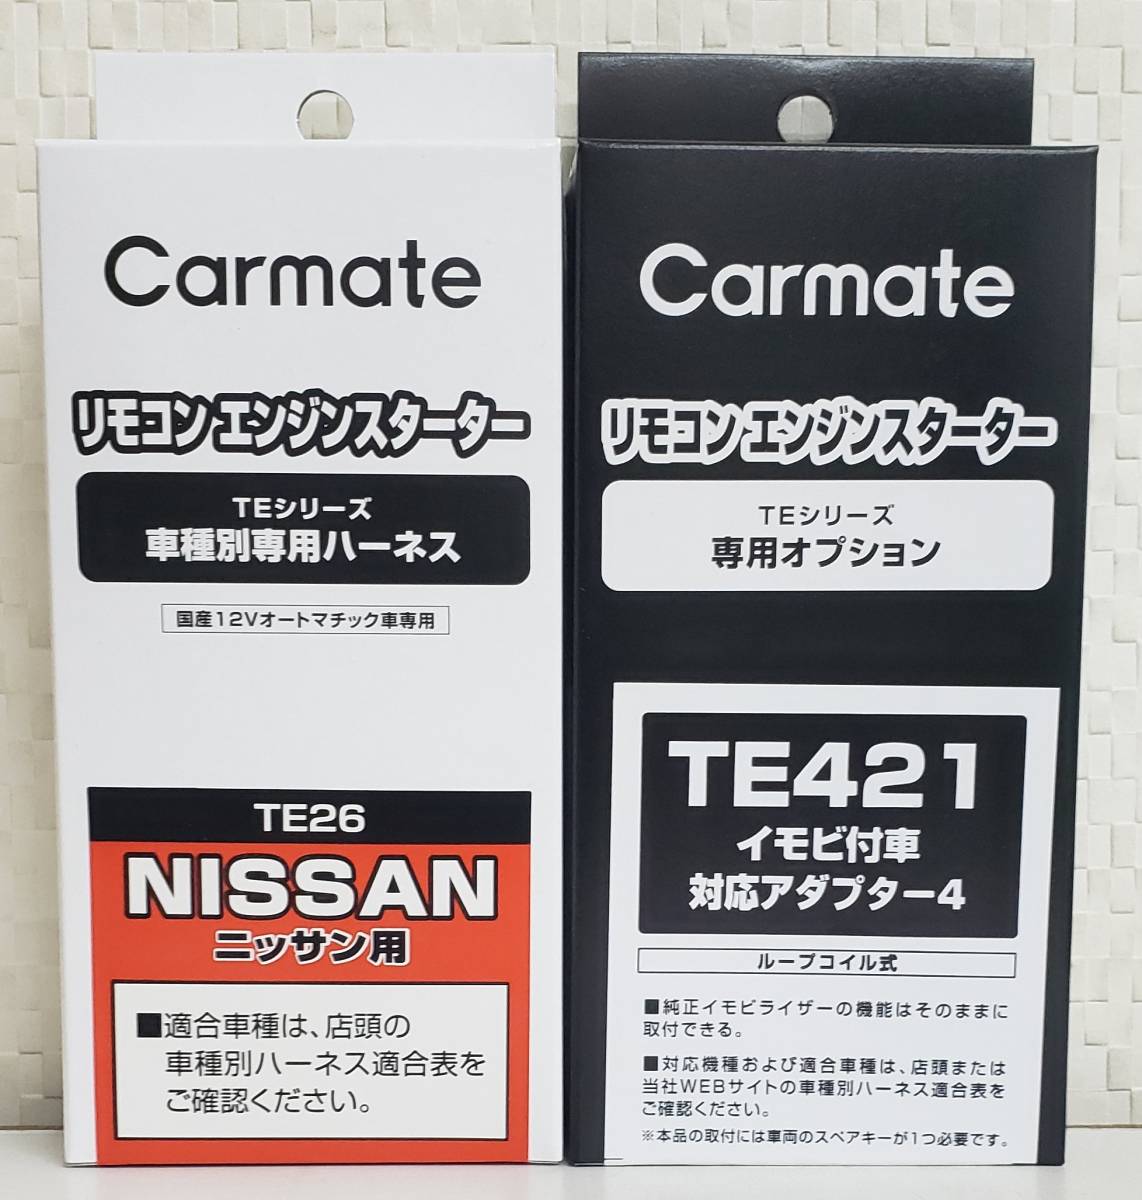 Carmate
リモコン エンジンスターター
TEシリーズ
車種別専用ハーネス
国産12Vオートマチック車専用
TE26
NISSAN
ニッサン用
■適合車種は、店頭の
車種別ハーネス適合表を
ご確認ください。
Carmate
リモコン エンジンスターター
TEシリーズ
専用オプション
TE421
イモビ付車
対応アダプター4
ループコイル式
■純正イモビライザーの機能はそのままに
取付できる。
■対応機種および適合車種は、店頭または
当社WEBサイトの車種別ハーネス適合表を
ご確認ください。
※本品の取付には車両のスペアキーが1つ必要です。